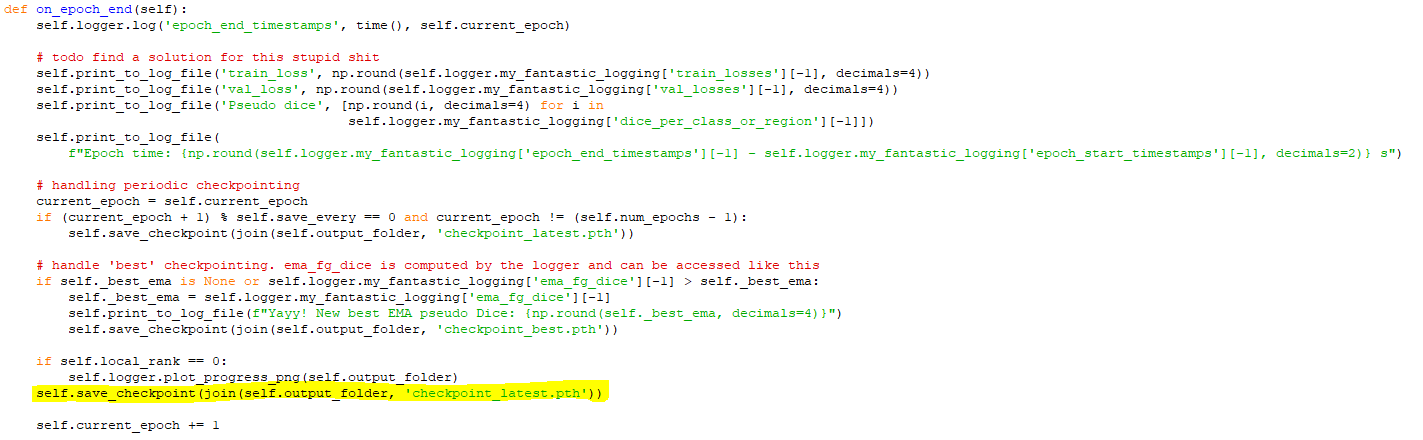 def on_epoch_end(self):
    self.logger.log('epoch_end_timestamps', time(), self.current_epoch)

    # todo find a solution for this stupid shit
    self.print_to_log_file('train_loss', np.round(self.logger.my_fantastic_logging['train_losses'][-1], decimals=4))
    self.print_to_log_file('val_loss', np.round(self.logger.my_fantastic_logging['val_losses'][-1], decimals=4))
    self.print_to_log_file('Pseudo dice', [np.round(i, decimals=4) for i in
                                           self.logger.my_fantastic_logging['dice_per_class_or_region'][-1]])
    self.print_to_log_file(
        f"Epoch time: {np.round(self.logger.my_fantastic_logging['epoch_end_timestamps'][-1] - self.logger.my_fantastic_logging['epoch_start_timestamps'][-1], decimals=2)} s")

    # handling periodic checkpointing
    current_epoch = self.current_epoch
    if (current_epoch + 1) % self.save_every == 0 and current_epoch != (self.num_epochs - 1):
        self.save_checkpoint(join(self.output_folder, 'checkpoint_latest.pth'))

    # handle 'best' checkpointing. ema_fg_dice is computed by the logger and can be accessed like this
    if self._best_ema is None or self.logger.my_fantastic_logging['ema_fg_dice'][-1] > self._best_ema:
        self._best_ema = self.logger.my_fantastic_logging['ema_fg_dice'][-1]
        self.print_to_log_file(f"Yayy! New best EMA pseudo Dice: {np.round(self._best_ema, decimals=4)}")
        self.save_checkpoint(join(self.output_folder, 'checkpoint_best.pth'))

    if self.local_rank == 0:
        self.logger.plot_progress_png(self.output_folder)
    self.save_checkpoint(join(self.output_folder, 'checkpoint_latest.pth'))

    self.current_epoch += 1